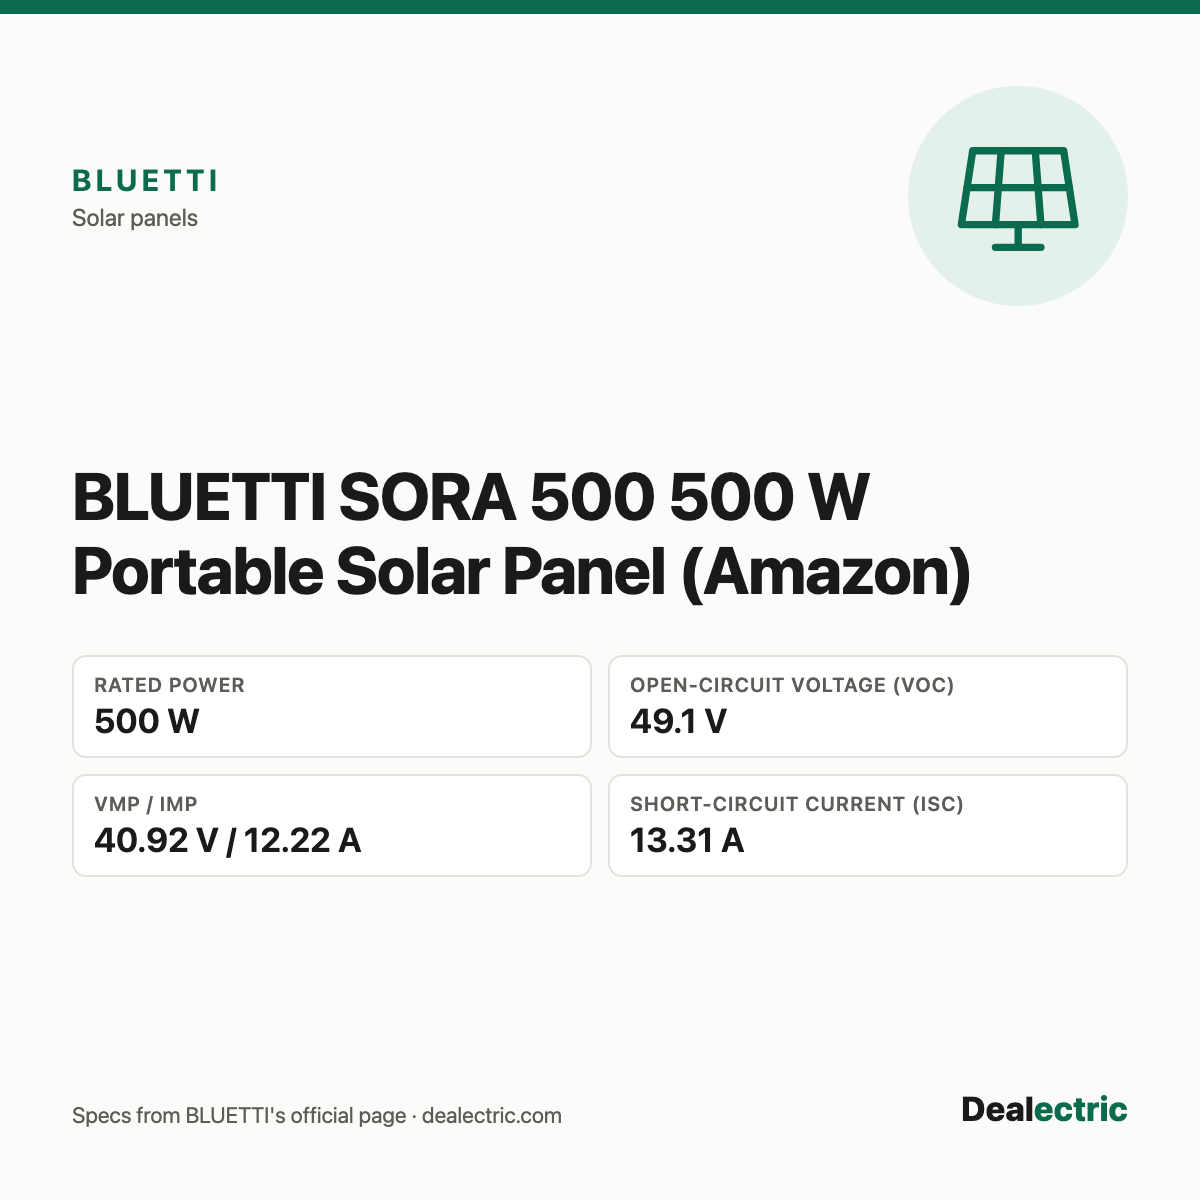 BLUETTI
Solar panels
BLUETTI SORA 500 500 W
Portable Solar Panel (Amazon)
RATED POWER
500 W
OPEN-CIRCUIT VOLTAGE (VOC)
49.1 V
VMP / IMP
40.92 V / 12.22 A
SHORT-CIRCUIT CURRENT (ISC)
13.31 A
Specs from BLUETTI's official page · dealectric.com
Dealectric